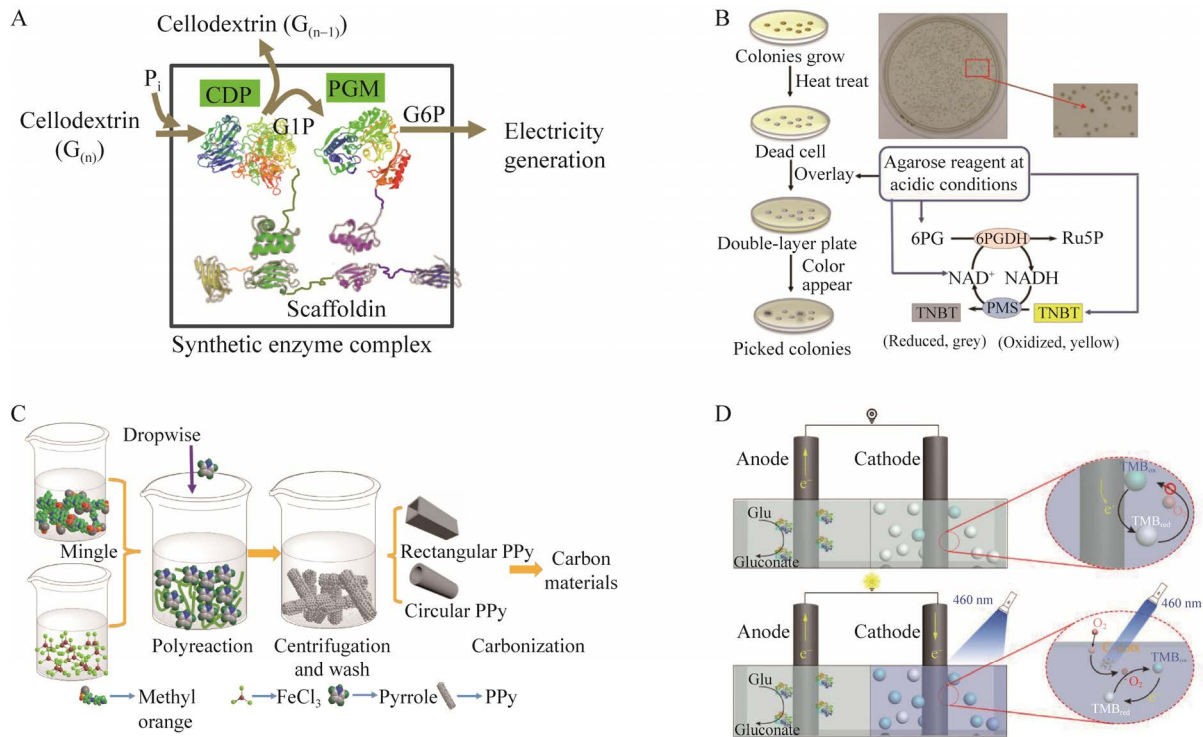 A
Cellodextrin (G(n−1))
Pi
CDP
PGM
G1P
G6P
Cellodextrin
(G(n))
Electricity
generation
Scaffoldin
Synthetic enzyme complex
B
Colonies grow
Heat treat
Dead cell
Overlay
Agarose reagent at
acidic conditions
Double-layer plate
6PG
6PGDH
Ru5P
Color
appear
NAD+
NADH
TNBT
PMS
TNBT
Picked colonies
(Reduced, grey)
(Oxidized, yellow)
C
Dropwise
Mingle
Rectangular PPy
Circular PPy
Carbon
materials
Polyreaction
Centrifugation
and wash
Carbonization
Methyl
orange
FeCl3
Pyrrole
PPy
D
Anode
Cathode
e−
Glu
Gluconate
TMBox
e−
TMBred
460 nm
Anode
Cathode
e−
e−
Glu
Gluconate
460 nm
O2
O2
TMBox
TMBred